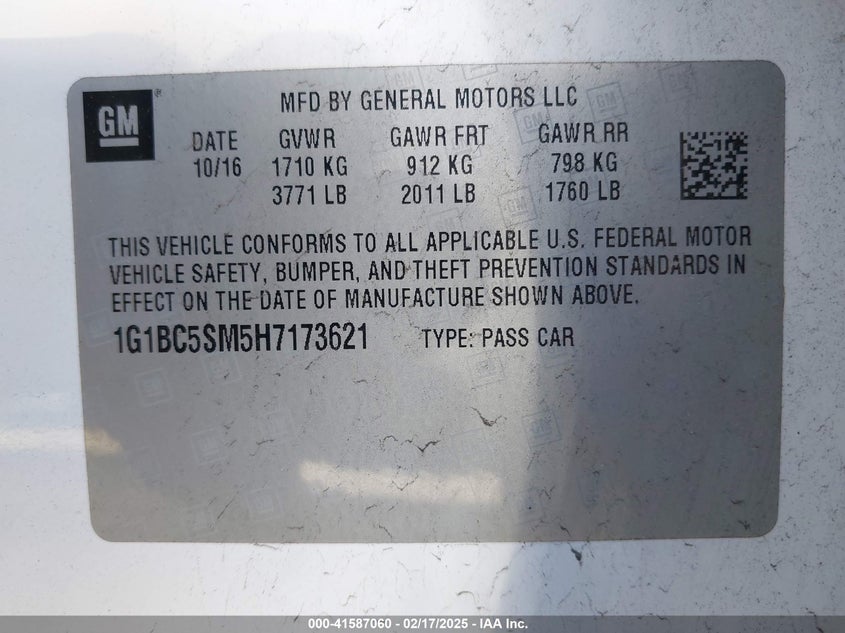 GM®
MFD BY GENERAL MOTORS LLC
DATE GVWR GAWR FRT GAWR RR
10/16 1710 KG 912 KG 798 KG
3771 LB 2011 LB 1760 LB
THIS VEHICLE CONFORMS TO ALL APPLICABLE U.S. FEDERAL MOTOR
VEHICLE SAFETY, BUMPER, AND THEFT PREVENTION STANDARDS IN
EFFECT ON THE DATE OF MANUFACTURE SHOWN ABOVE.
1G1BC5SM5H7173621 TYPE: PASS CAR
000-41587060 — 02/17/2025 — IAA Inc.